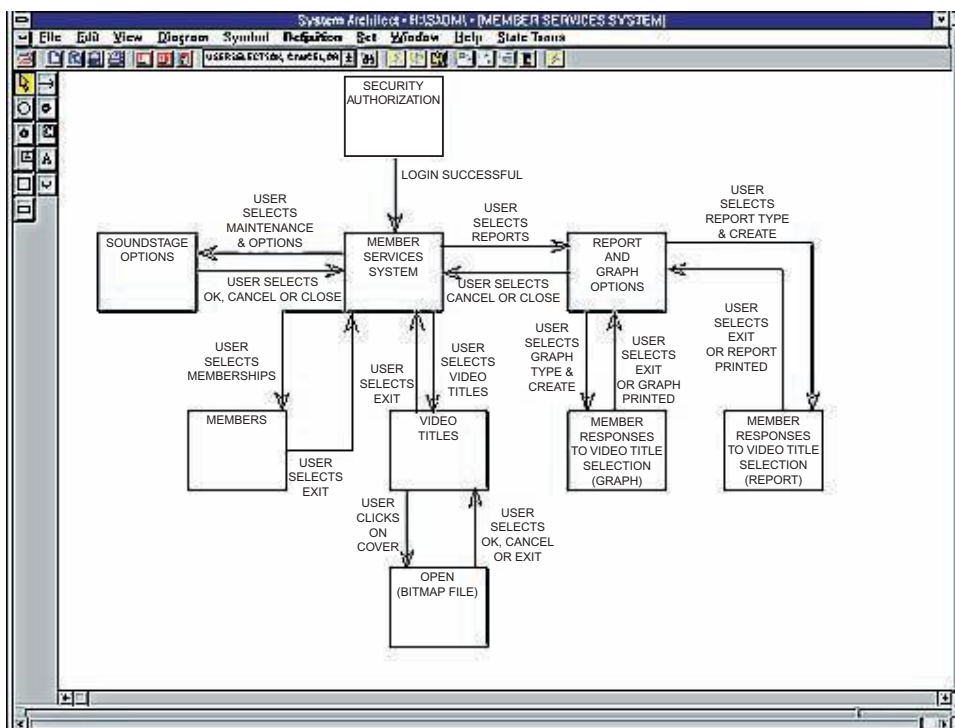 System Architect - H:\SADM\ - [MEMBER SERVICES SYSTEM]
File Edit View Diagram Symbol Definition Set Window Help State Trans
USER SELECTION, CANCEL, OR
SECURITY
AUTHORIZATION
LOGIN SUCCESSFUL
USER
SELECTS
MAINTENANCE
& OPTIONS
USER
SELECTS
REPORTS
USER
SELECTS
REPORT TYPE
& CREATE
SOUNDSTAGE
OPTIONS
MEMBER
SERVICES
SYSTEM
REPORT
AND
GRAPH
OPTIONS
USER SELECTS
OK, CANCEL OR CLOSE
USER SELECTS
CANCEL OR CLOSE
USER
SELECTS
MEMBERSHIPS
USER
SELECTS
EXIT
USER
SELECTS
VIDEO
TITLES
USER
SELECTS
GRAPH
TYPE &
CREATE
USER
SELECTS
EXIT
OR GRAPH
PRINTED
USER
SELECTS
EXIT
OR REPORT
PRINTED
MEMBERS
VIDEO
TITLES
MEMBER
RESPONSES
TO VIDEO TITLE
SELECTION
(GRAPH)
MEMBER
RESPONSES
TO VIDEO TITLE
SELECTION
(REPORT)
USER
SELECTS
EXIT
USER
CLICKS
ON
COVER
USER
SELECTS
OK, CANCEL
OR EXIT
OPEN
(BITMAP FILE)